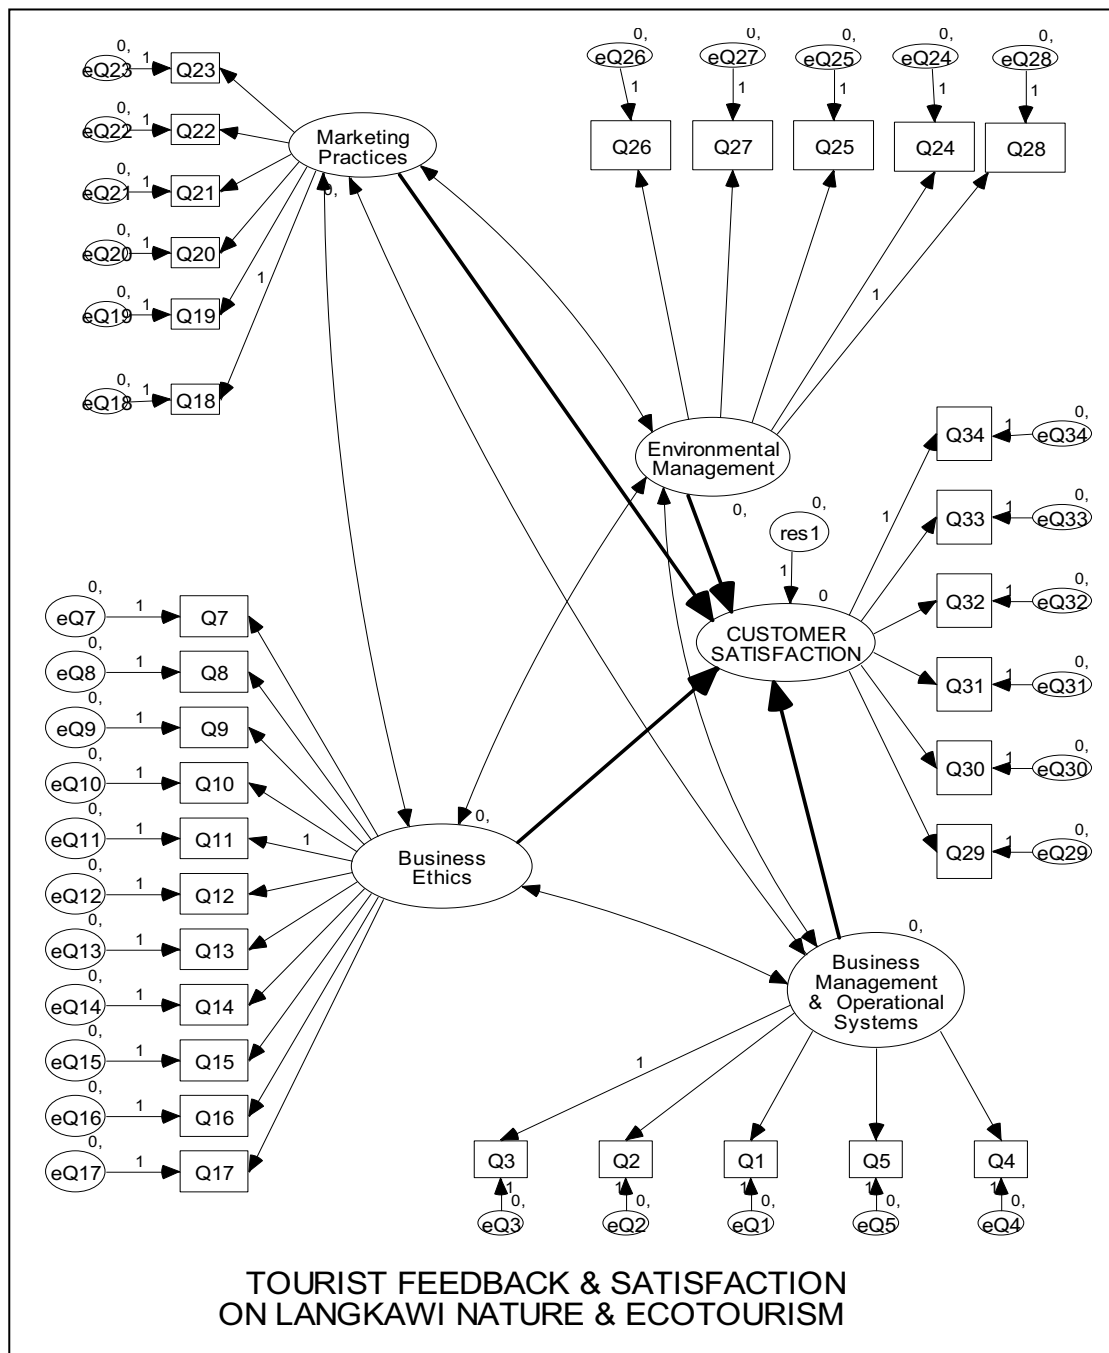 0,
eQ23
1
Q23
0,
eQ22
1
Q22
0,
eQ21
1
Q21
0,
eQ20
1
Q20
0,
eQ19
1
Q19
0,
eQ18
1
Q18
Marketing
Practices
0,
1
0,
eQ26
1
Q26
0,
eQ27
1
Q27
0,
eQ25
1
Q25
0,
eQ24
1
Q24
0,
eQ28
1
Q28
1
Environmental
Management
0,
0,
res1
1
0
CUSTOMER
SATISFACTION
1
Q34
1
0,
eQ34
Q33
1
0,
eQ33
Q32
1
0,
eQ32
Q31
1
0,
eQ31
Q30
1
0,
eQ30
Q29
1
0,
eQ29
0,
eQ7
1
Q7
0,
eQ8
1
Q8
0,
eQ9
1
Q9
0,
eQ10
1
Q10
0,
eQ11
1
Q11
0,
eQ12
1
Q12
0,
eQ13
1
Q13
0,
eQ14
1
Q14
0,
eQ15
1
Q15
0,
eQ16
1
Q16
0,
eQ17
1
Q17
1
0,
Business
Ethics
0,
Business
Management
& Operational
Systems
1
Q3
1
0,
eQ3
Q2
1
0,
eQ2
Q1
1
0,
eQ1
Q5
1
0,
eQ5
Q4
1
0,
eQ4
TOURIST FEEDBACK & SATISFACTION
ON LANGKAWI NATURE & ECOTOURISM